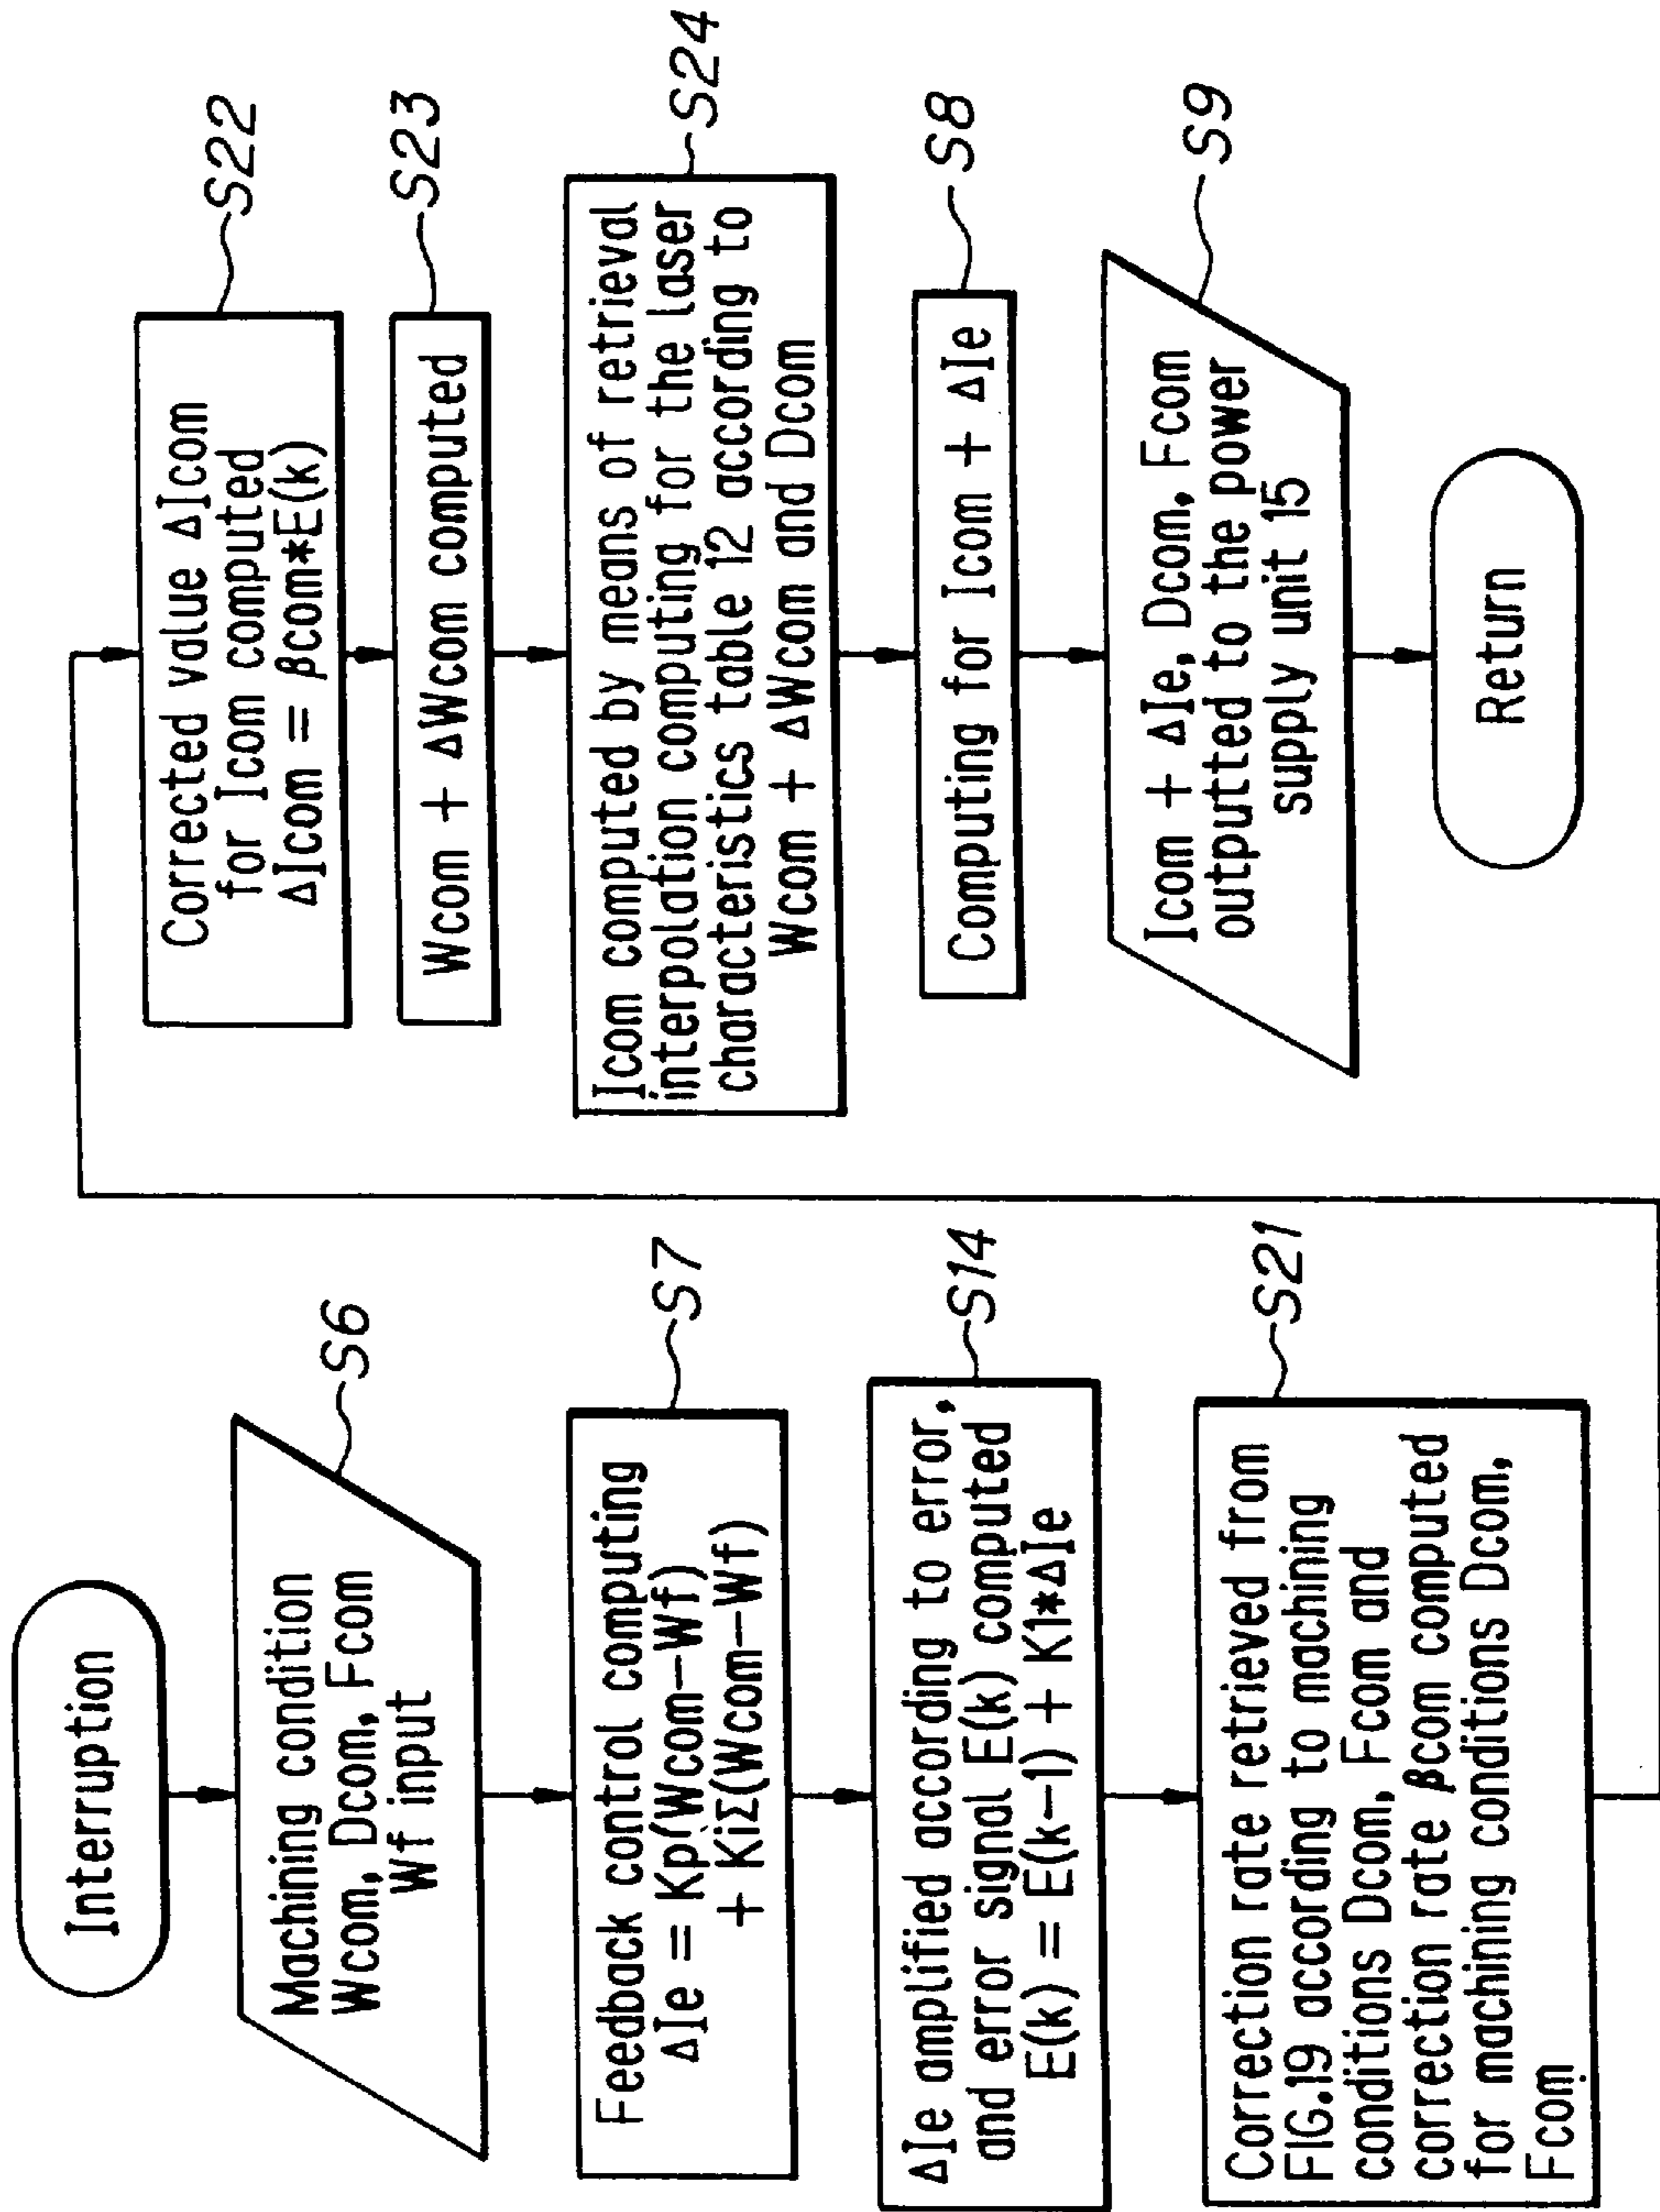 Interruption
Machining condition
Wcom, Dcom, Fcom
Wf input
S6
Feedback control computing
ΔIe = Kp(Wcom-Wf)
+ KiΣ(Wcom-Wf)
S7
ΔIe amplified according to error,
and error signal E(k) computed
E(k) = E(k-1) + K1*ΔIe
S14
Correction rate retrieved from
FIG.19 according to machining
conditions Dcom, Fcom and
correction rate βcom computed
for machining conditions Dcom,
Fcom
S21
Corrected value ΔIcom
for Icom computed
ΔIcom = βcom*E(k)
S22
Wcom + ΔWcom computed
S23
Icom computed by means of retrieval
interpolation computing for the laser
characteristics table 12 according to
Wcom + ΔWcom and Dcom
S24
Computing for Icom + ΔIe
S8
Icom + ΔIe, Dcom, Fcom
outputted to the power
supply unit 15
S9
Return